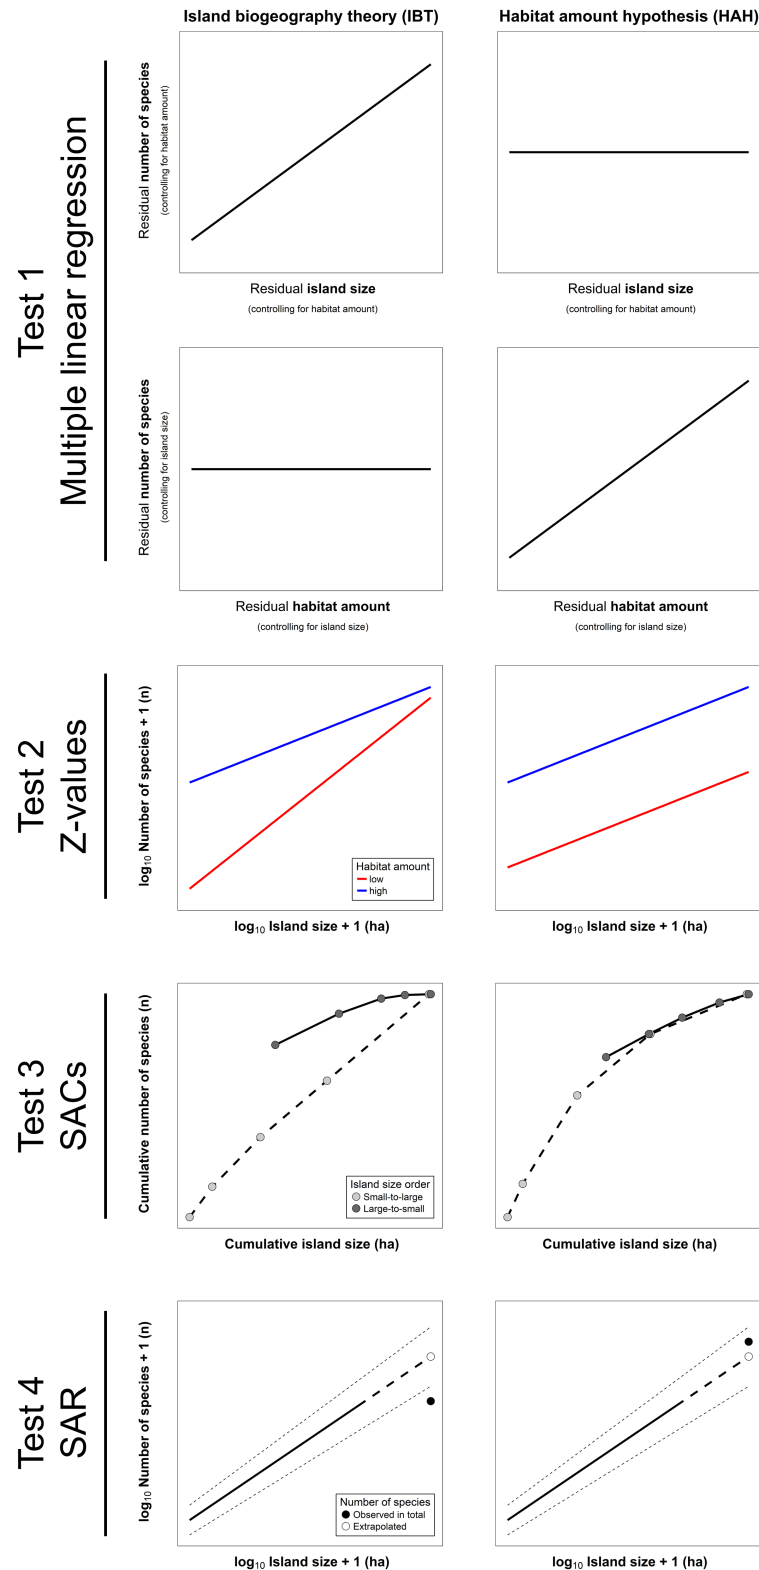 Island biogeography theory (IBT)
Habitat amount hypothesis (HAH)
Test 1
Multiple linear regression
Residual number of species
(controlling for habitat amount)
Residual island size
(controlling for habitat amount)
Residual island size
(controlling for habitat amount)
Residual number of species
(controlling for island size)
Residual habitat amount
(controlling for island size)
Residual habitat amount
(controlling for island size)
Test 2
Z-values
log10 Number of species + 1 (n)
Habitat amount
low
high
log10 Island size + 1 (ha)
log10 Island size + 1 (ha)
Test 3
SACs
Cumulative number of species (n)
Island size order
Small-to-large
Large-to-small
Cumulative island size (ha)
Cumulative island size (ha)
Test 4
SAR
log10 Number of species + 1 (n)
Number of species
Observed in total
Extrapolated
log10 Island size + 1 (ha)
log10 Island size + 1 (ha)